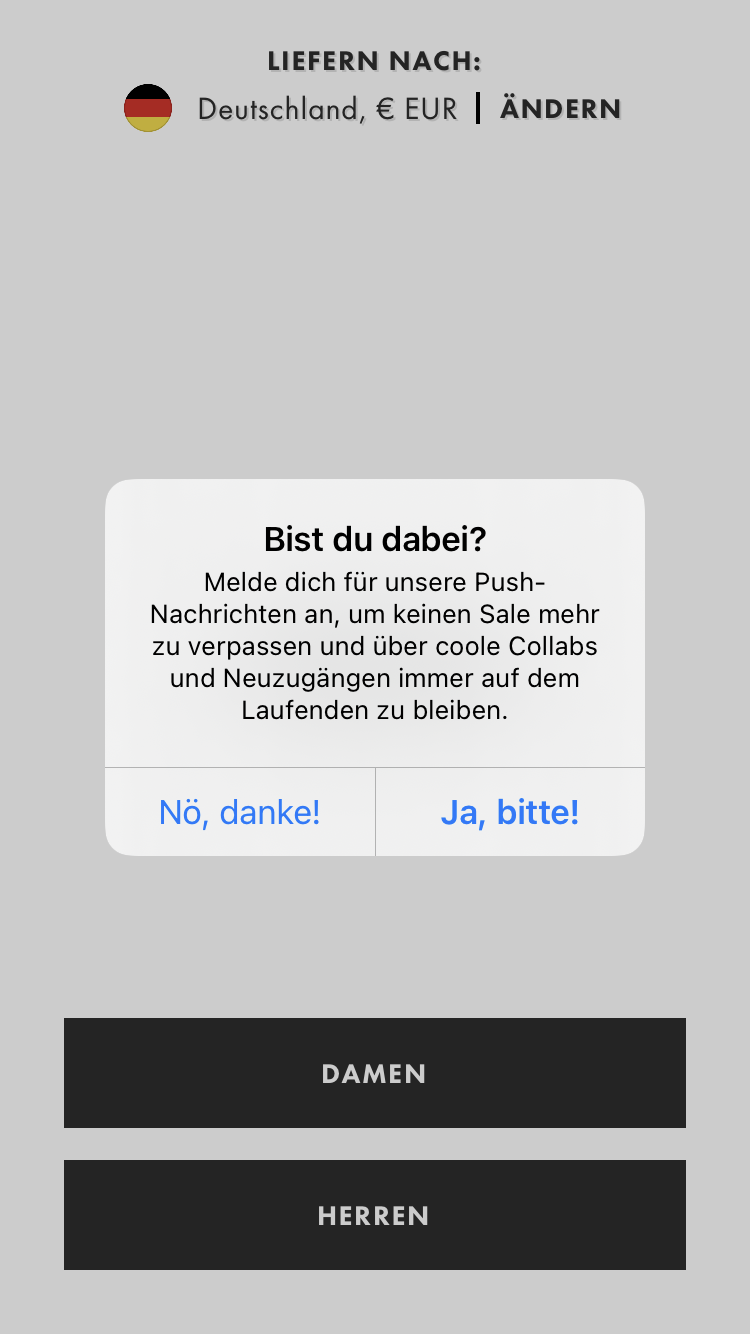 LIEFERN NACH:
Deutschland, € EUR | ÄNDERN
Bist du dabei?
Melde dich für unsere Push-
Nachrichten an, um keinen Sale mehr
zu verpassen und über coole Collabs
und Neuzugängen immer auf dem
Laufenden zu bleiben.
Nö, danke!
Ja, bitte!
DAMEN
HERREN